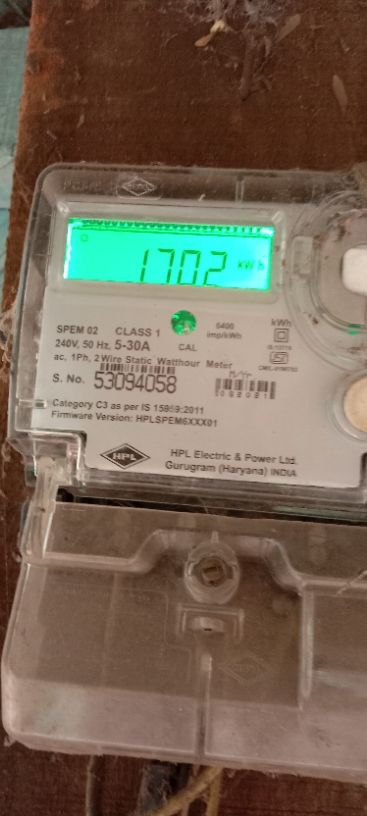 HPL
1702 kWh
SPEM 02 CLASS 1
6400 imp/kWh
kWh
240V, 50 Hz. 5-30A
CAL
ac, 1Ph, 2 Wire Static Watthour Meter
M/Yr
S. No. 53094058
Category C3 as per IS 15959:2011
Firmware Version: HPLSPEM6XXX01
HPL
HPL Electric & Power Ltd.
Gurugram (Haryana) INDIA